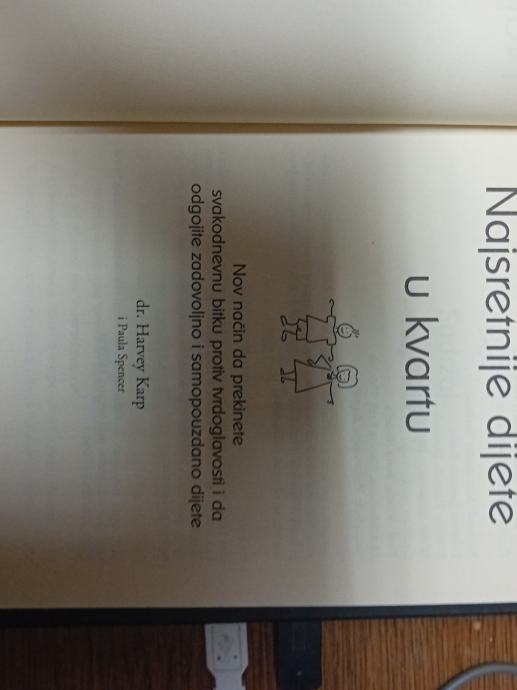 Najsretnije dijete
u kvartu
Nov način da prekinete
svakodnevnu bitku protiv tvrdoglavosti i da
odgojite zadovoljno i samopouzdano dijete
dr. Harvey Karp
i Paula Spencer